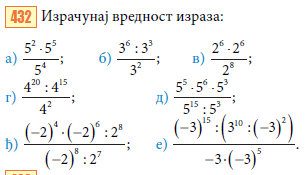 432 Израчунај вредност израза:
а) \frac{5^2 \cdot 5^5}{5^4}; б) \frac{3^6 : 3^3}{3^2}; в) \frac{2^6 \cdot 2^6}{2^8};
г) \frac{4^{20} : 4^{15}}{4^2}; д) \frac{5^5 \cdot 5^6 \cdot 5^3}{5^{15} : 5^3};
ђ) \frac{(-2)^4 \cdot (-2)^6 : 2^8}{(-2)^8 : 2^7}; е) \frac{(-3)^{15} : (3^{10} : (-3)^2)}{-3 \cdot (-3)^5}.